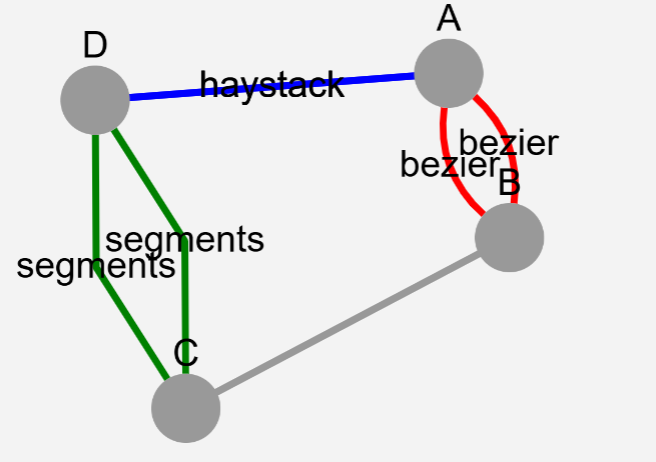 A
D
haystack
bezier
bezier
B
segments
segments
C